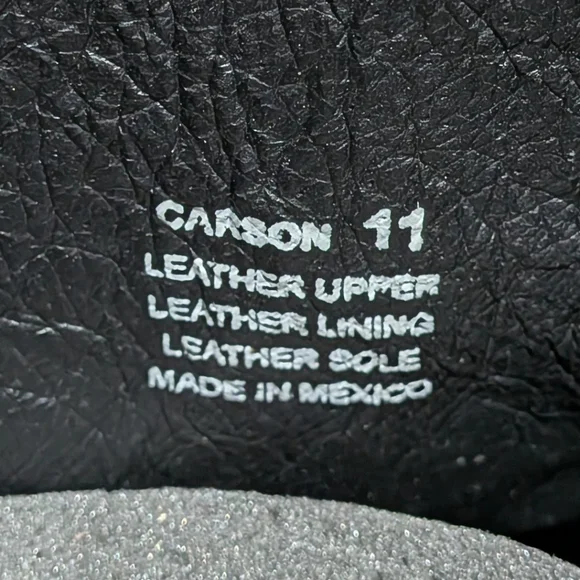 CARSON 11
LEATHER UPPER
LEATHER LINING
LEATHER SOLE
MADE IN MEXICO